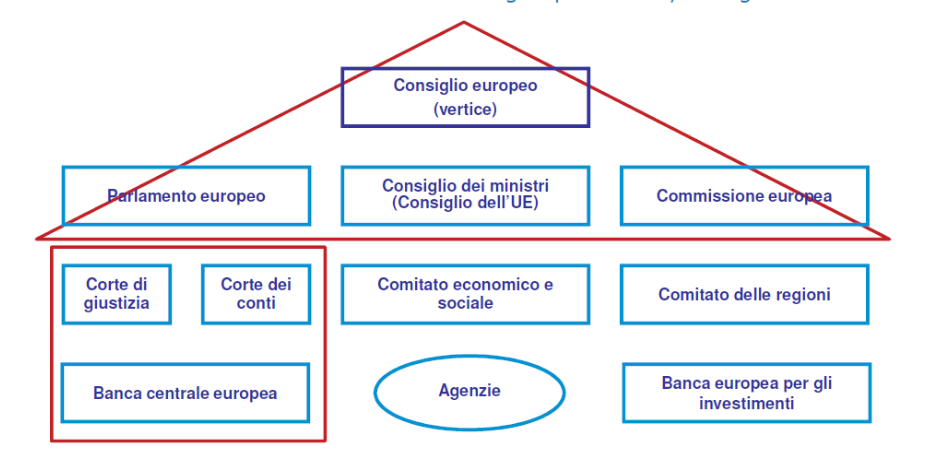 Consiglio europeo
(vertice)
Parlamento europeo
Consiglio dei ministri
(Consiglio dell'UE)
Commissione europea
Corte di
giustizia
Corte dei
conti
Comitato economico e
sociale
Comitato delle regioni
Banca centrale europea
Agenzie
Banca europea per gli
investimenti